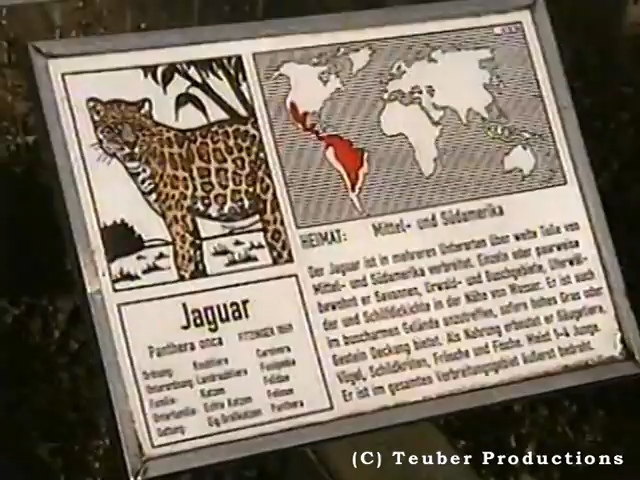 HEIMAT: Mittel- und Südamerika
Der Jaguar ist in mehreren Unterarten über weite Teile von
Mittel- und Südamerika verbreitet. Einzeln oder paarweise
bewohnt er Savannen, Urwald- und Buschgebiete, Uferwäl-
der und Schilfdickichte in der Nähe von Wasser. Er ist auch
im buscharmen Gelände anzutreffen, sofern hohes Gras oder
Gestein Deckung bietet. Als Nahrung erbeutet er Säugetiere,
Vögel, Schildkröten, Frösche und Fische. Meist 1-4 Junge.
Er ist im gesamten Verbreitungsgebiet äußerst bedroht.
Jaguar
Panthera onca
Ordnung: Raubtiere Carnivora
Unterordnung: Landraubtiere Fissipedia
Familie: Katzen Felidae
Unterfamilie: Echte Katzen Felinae
Gattung: Eig. Großkatzen Panthera
(C) Teuber Productions